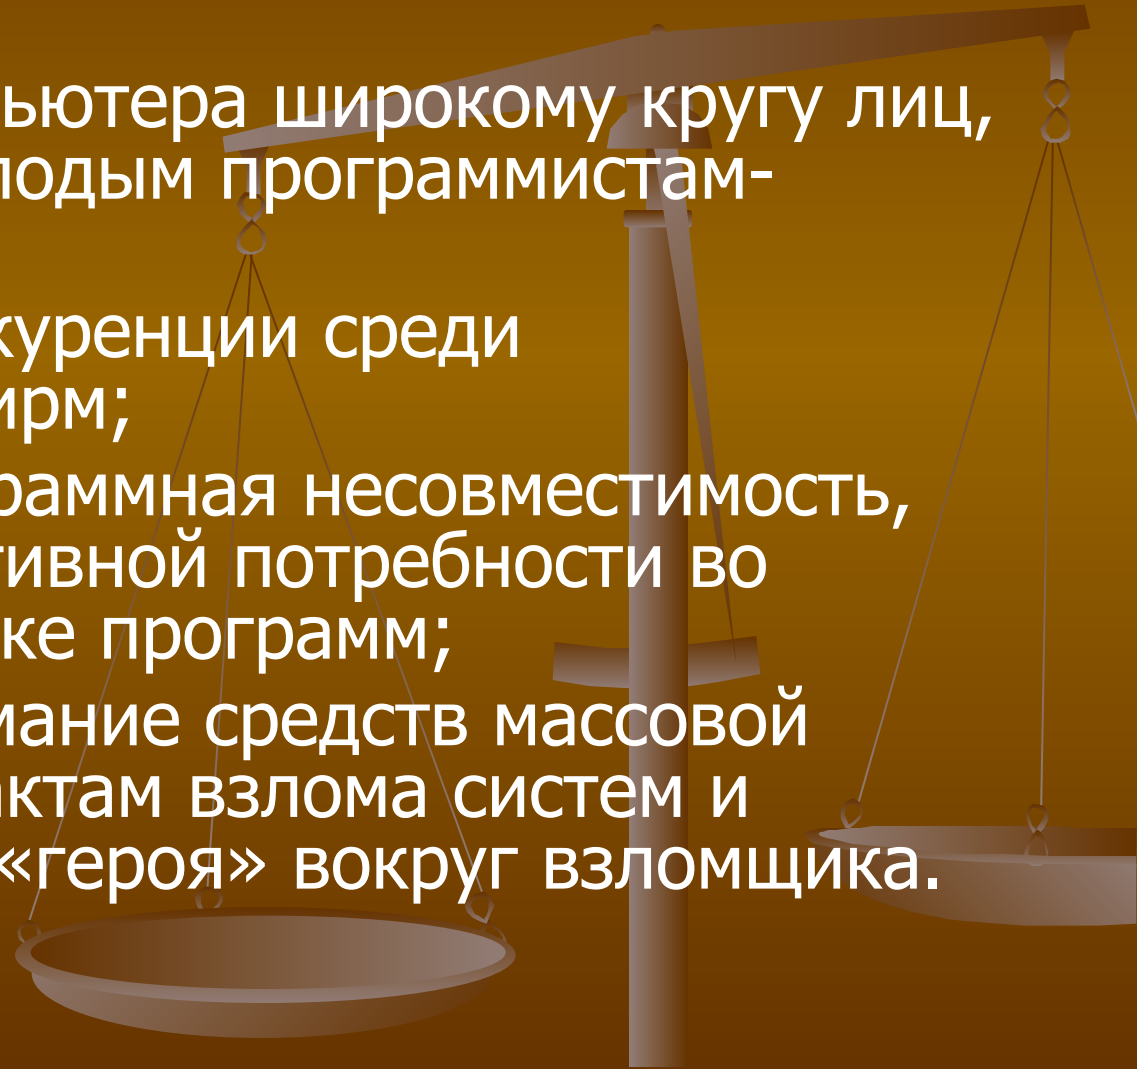 ьютера широкому кругу лиц,
лодым программистам-
куренции среди
ирм;
раммная несовместимость,
тивной потребности во
ке программ;
мание средств массовой
актам взлома систем и
«героя» вокруг взломщика.